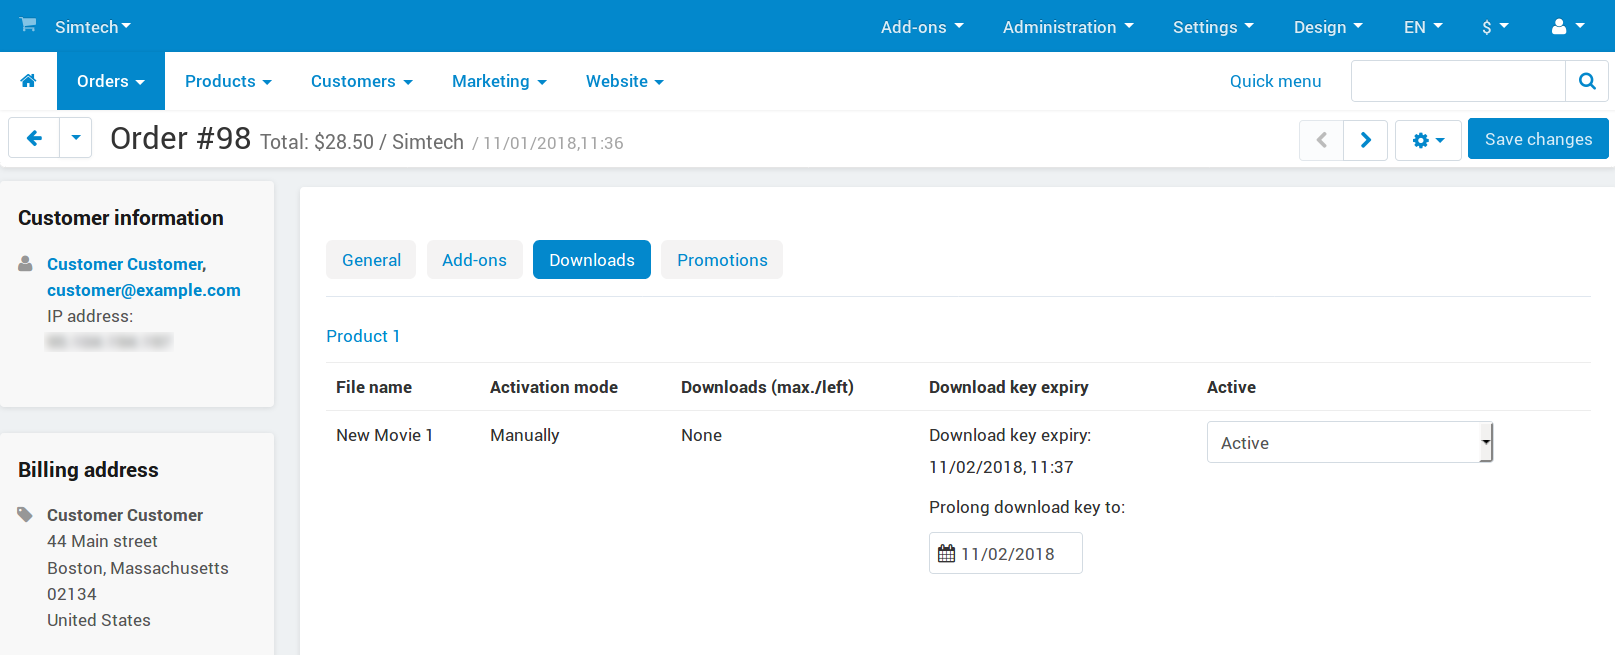 Simtech Add-ons Administration Settings Design EN $
Orders Products Customers Marketing Website Quick menu
Order #98 Total: $28.50 / Simtech / 11/01/2018,11:36 Save changes
Customer information
Customer Customer,
customer@example.com
IP address:
Billing address
Customer Customer
44 Main street
Boston, Massachusetts
02134
United States
General Add-ons Downloads Promotions
Product 1
File name Activation mode Downloads (max./left) Download key expiry Active
New Movie 1 Manually None Download key expiry: Active
11/02/2018, 11:37
Prolong download key to:
11/02/2018